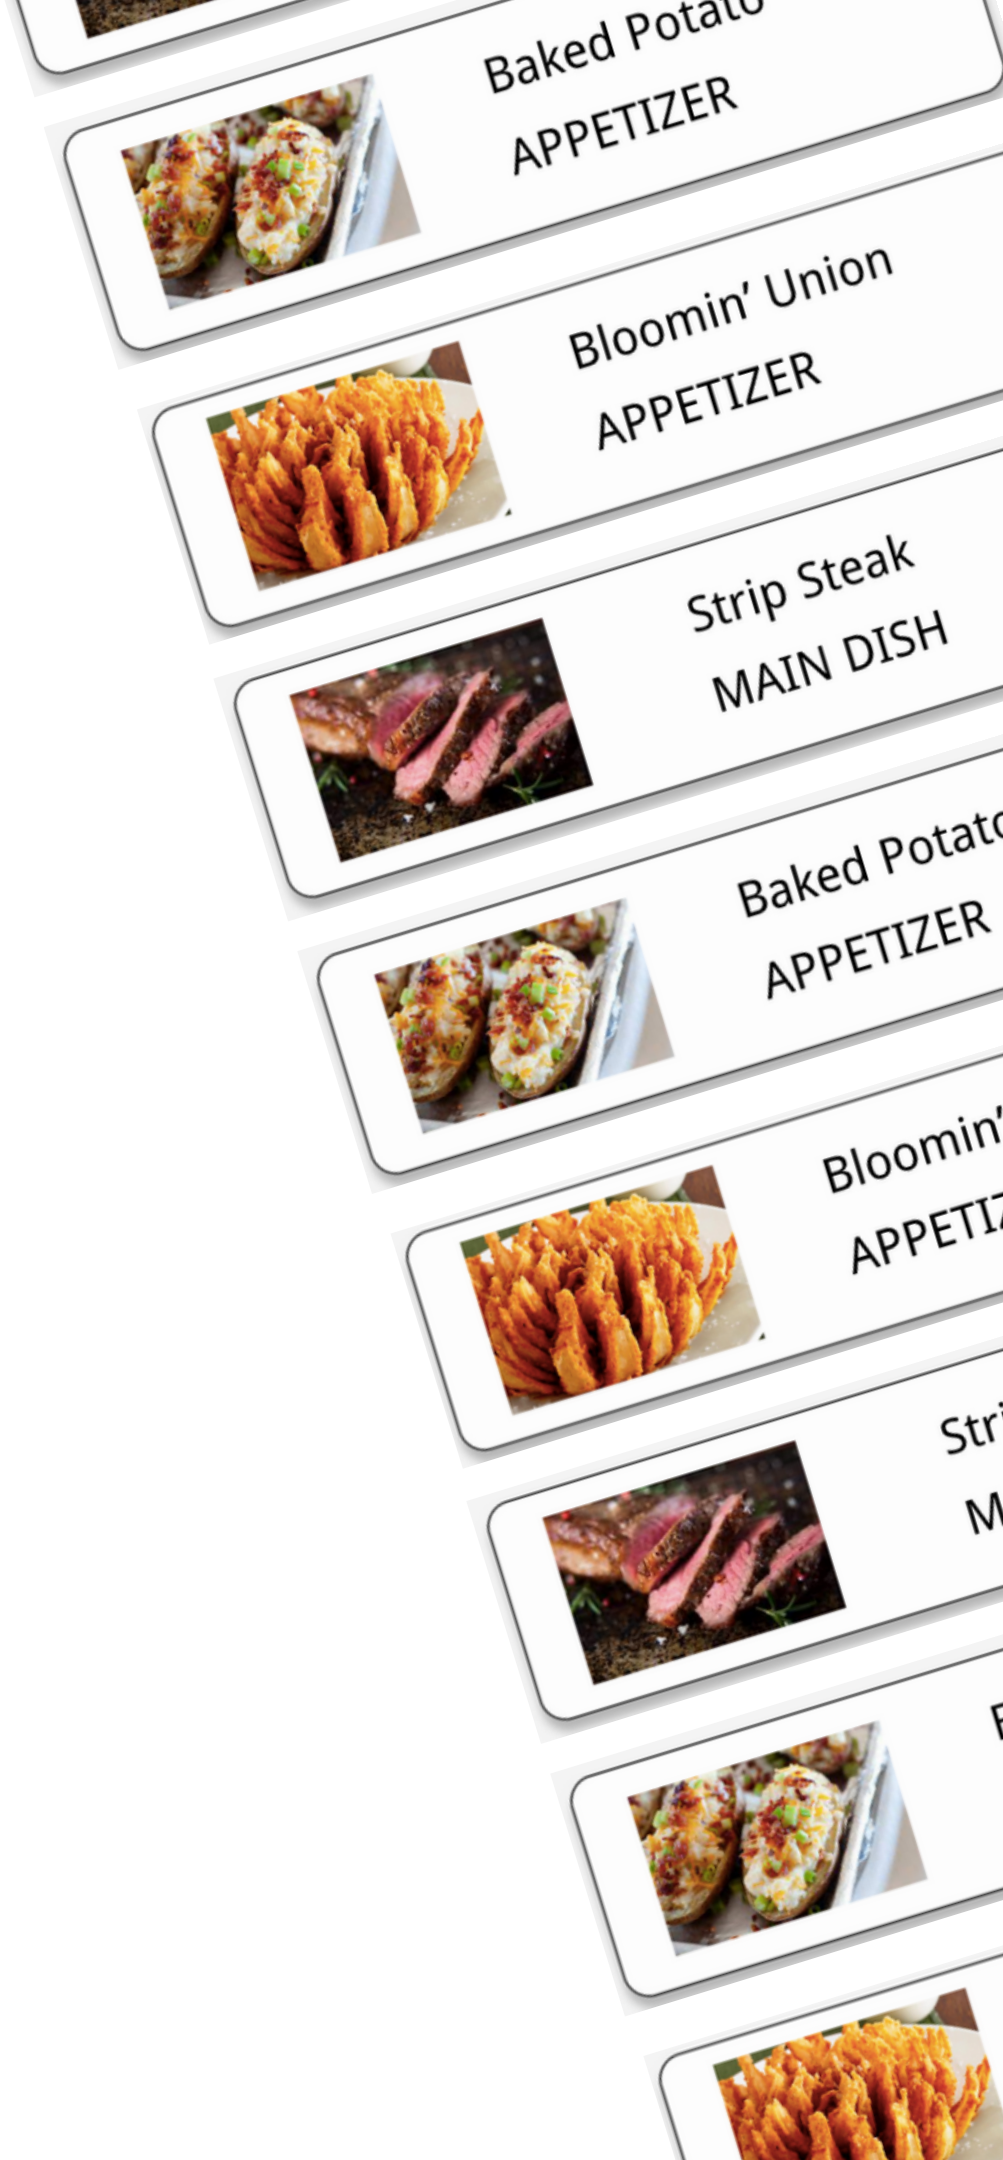 Baked Potato
APPETIZER
Bloomin’ Union
APPETIZER
Strip Steak
MAIN DISH
Baked Potato
APPETIZER
Bloomin’